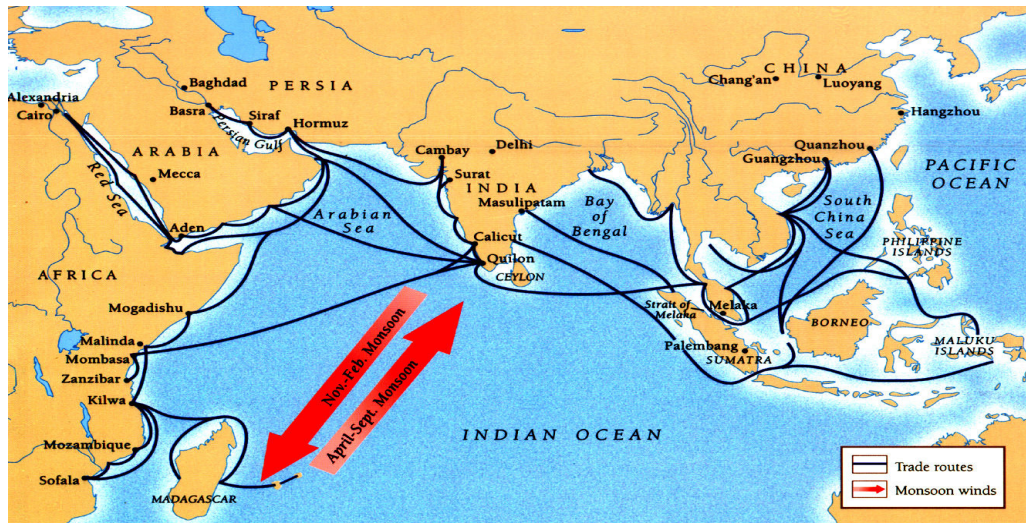 Alexandria
Cairo
Baghdad
Basra
PERSIA
Siraf
Hormuz
Persian Gulf
ARABIA
Mecca
Red Sea
Aden
Arabian
Sea
Cambay
Delhi
Surat
INDIA
Masulipatam
Calicut
Quilon
CEYLON
Bay
of
Bengal
CHINA
Chang'an
Luoyang
Hangzhou
Quanzhou
Guangzhou
PACIFIC
OCEAN
South
China
Sea
PHILIPPINE
ISLANDS
AFRICA
Mogadishu
Malinda
Mombasa
Zanzibar
Kilwa
Mozambique
Sofala
MADAGASCAR
Nov.-Feb. Monsoon
April-Sept. Monsoon
Strait of
Melaka
Melaka
BORNEO
Palembang
SUMATRA
MALUKU
ISLANDS
INDIAN OCEAN
Trade routes
Monsoon winds